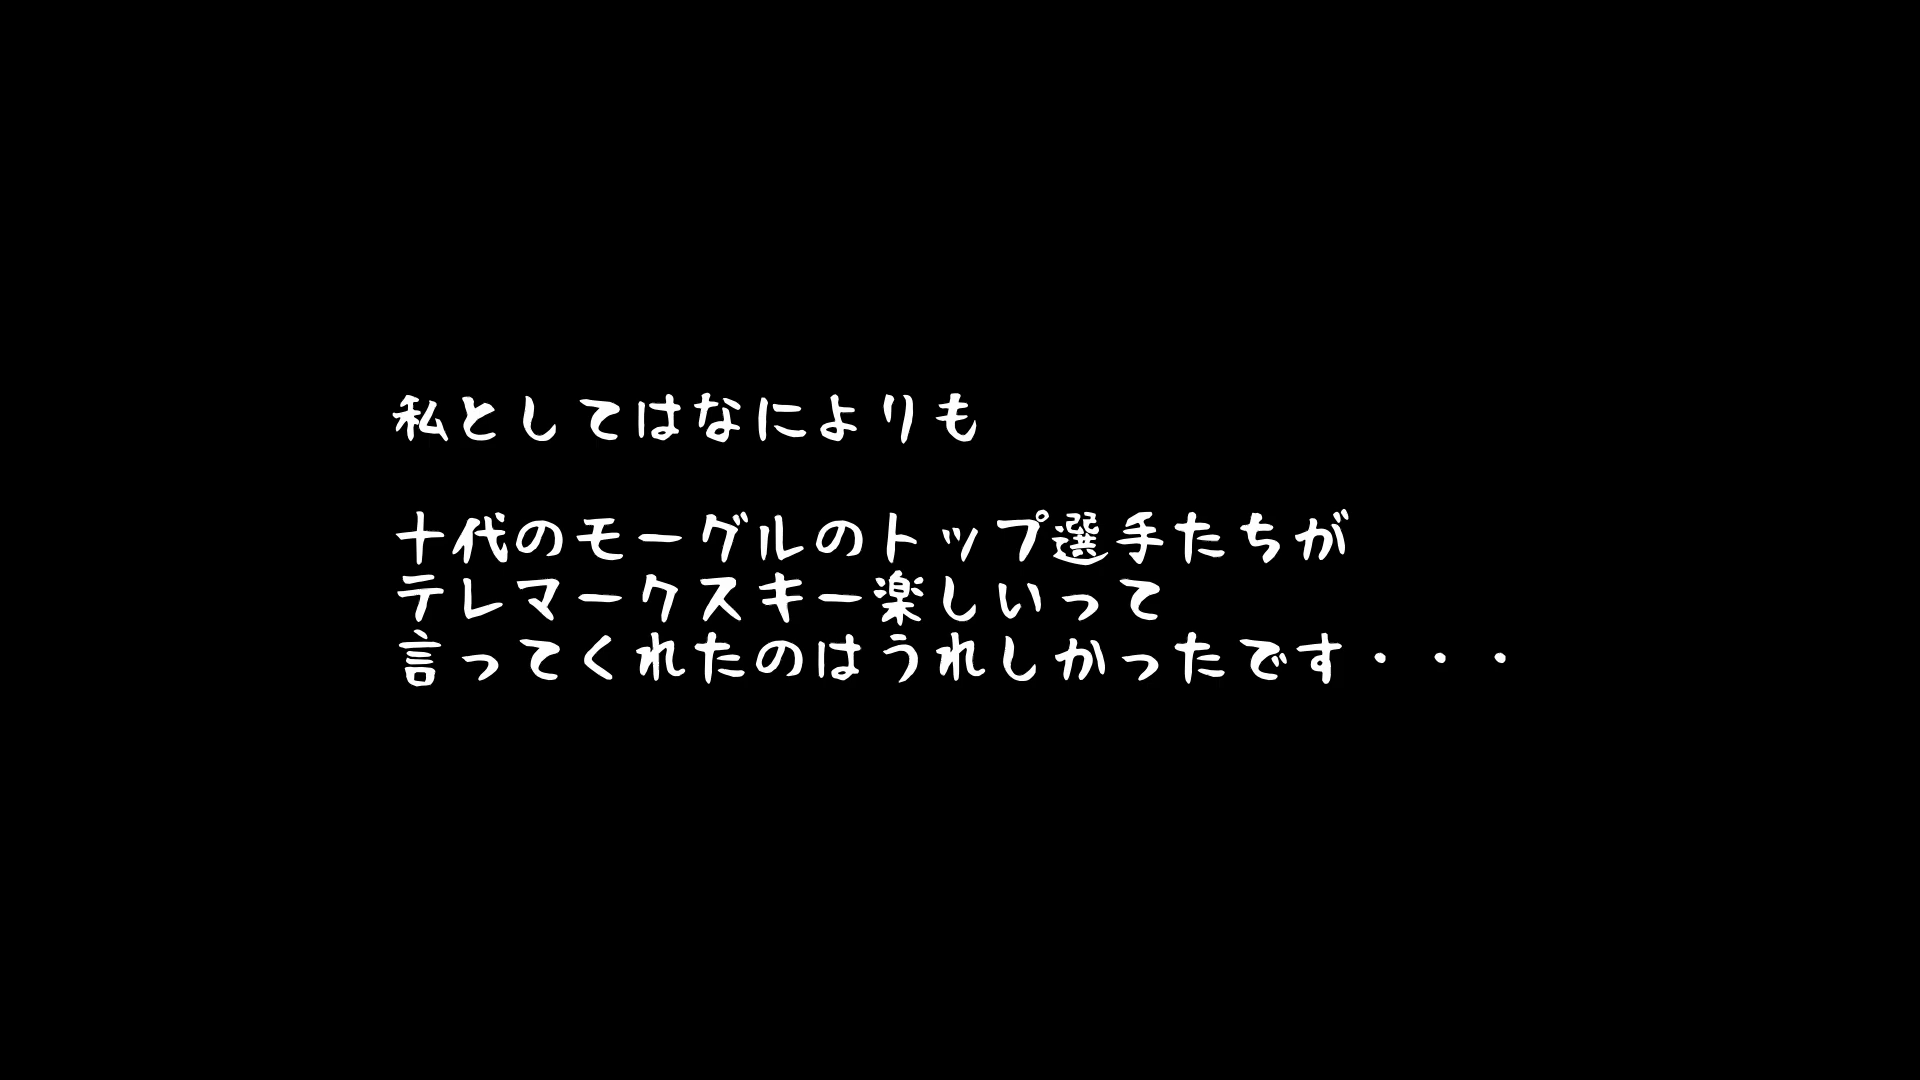 私としてはなによりも
十代のモーグルのトップ選手たちが
テレマークスキー楽しいって
言ってくれたのはうれしかったです・・・